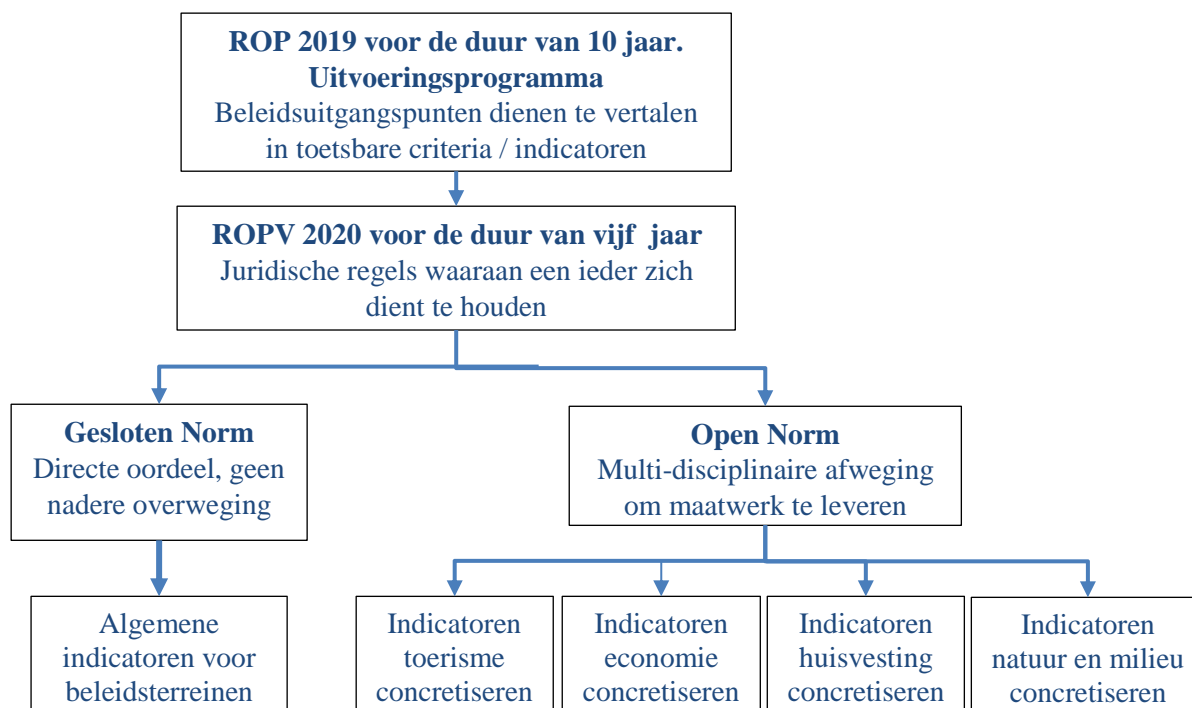 ROP 2019 voor de duur van 10 jaar.
Uitvoeringsprogramma
Beleidsuitgangspunten dienen te vertalen
in toetsbare criteria / indicatoren
ROPV 2020 voor de duur van vijf jaar
Juridische regels waaraan een ieder zich
dient te houden
Gesloten Norm
Directe oordeel, geen
nadere overweging
Open Norm
Multi-disciplinaire afweging
om maatwerk te leveren
Algemene
indicatoren voor
beleidsterreinen
Indicatoren
toerisme
concretiseren
Indicatoren
economie
concretiseren
Indicatoren
huisvesting
concretiseren
Indicatoren
natuur en milieu
concretiseren